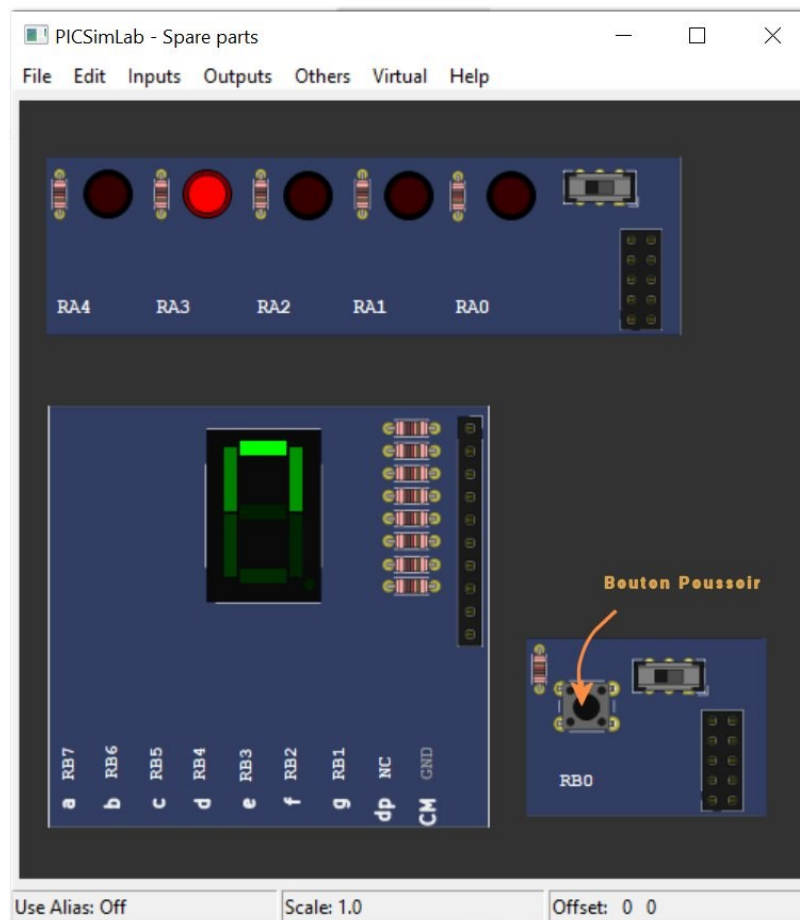 PICSimLab - Spare parts
File Edit Inputs Outputs Others Virtual Help
RA4 RA3 RA2 RA1 RA0
Bouton Poussoir
RB7 RB6 RB5 RB4 RB3 RB2 RB1 NC GND
a b c d e f g dp CM
RB0
Use Alias: Off Scale: 1.0 Offset: 0 0